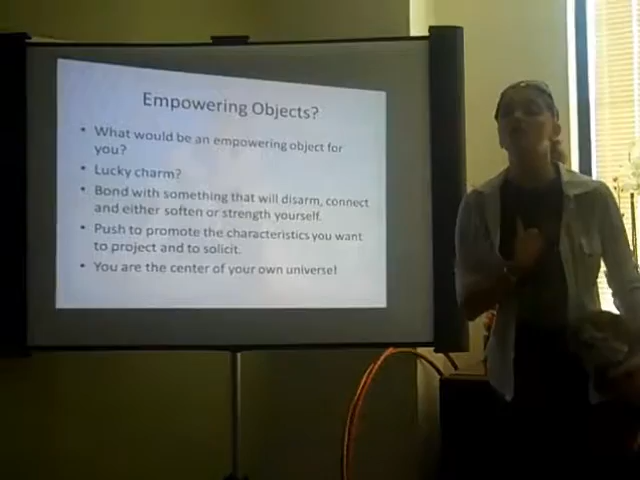 Empowering Objects?
• What would be an empowering object for
you?
• Lucky charm?
• Bond with something that will disarm, connect
and either soften or strength yourself.
• Push to promote the characteristics you want
to project and to solicit.
• You are the center of your own universe!